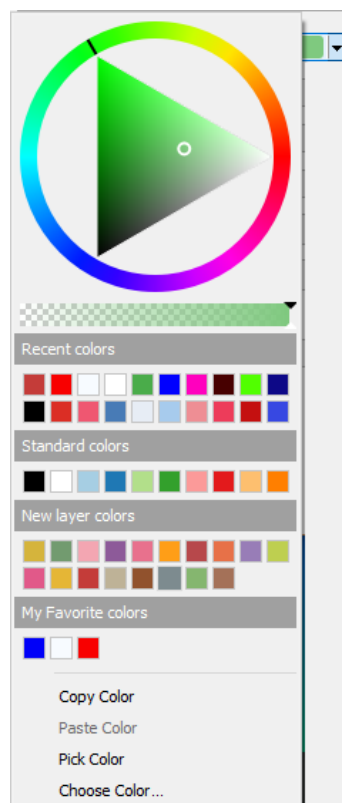 Recent colors
Standard colors
New layer colors
My Favorite colors
Copy Color
Paste Color
Pick Color
Choose Color...